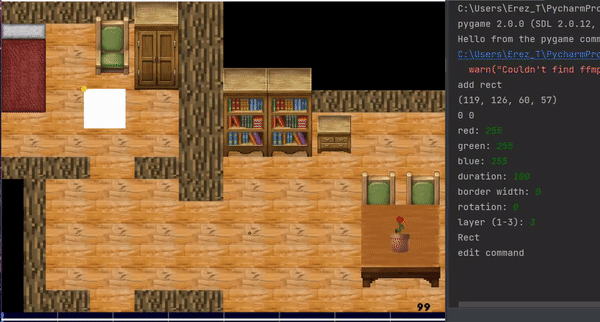 C:\Users\Erez_T\PycharmPro
pygame 2.0.0 (SDL 2.0.12,
Hello from the pygame comm
C:\Users\Erez_T\PycharmPro
warn("Couldn't find ffmp
add rect
(119, 126, 60, 57)
0 0
red: 255
green: 255
blue: 255
duration: 100
border width: 0
rotation: 0
layer (1-3): 3
Rect
edit command
99